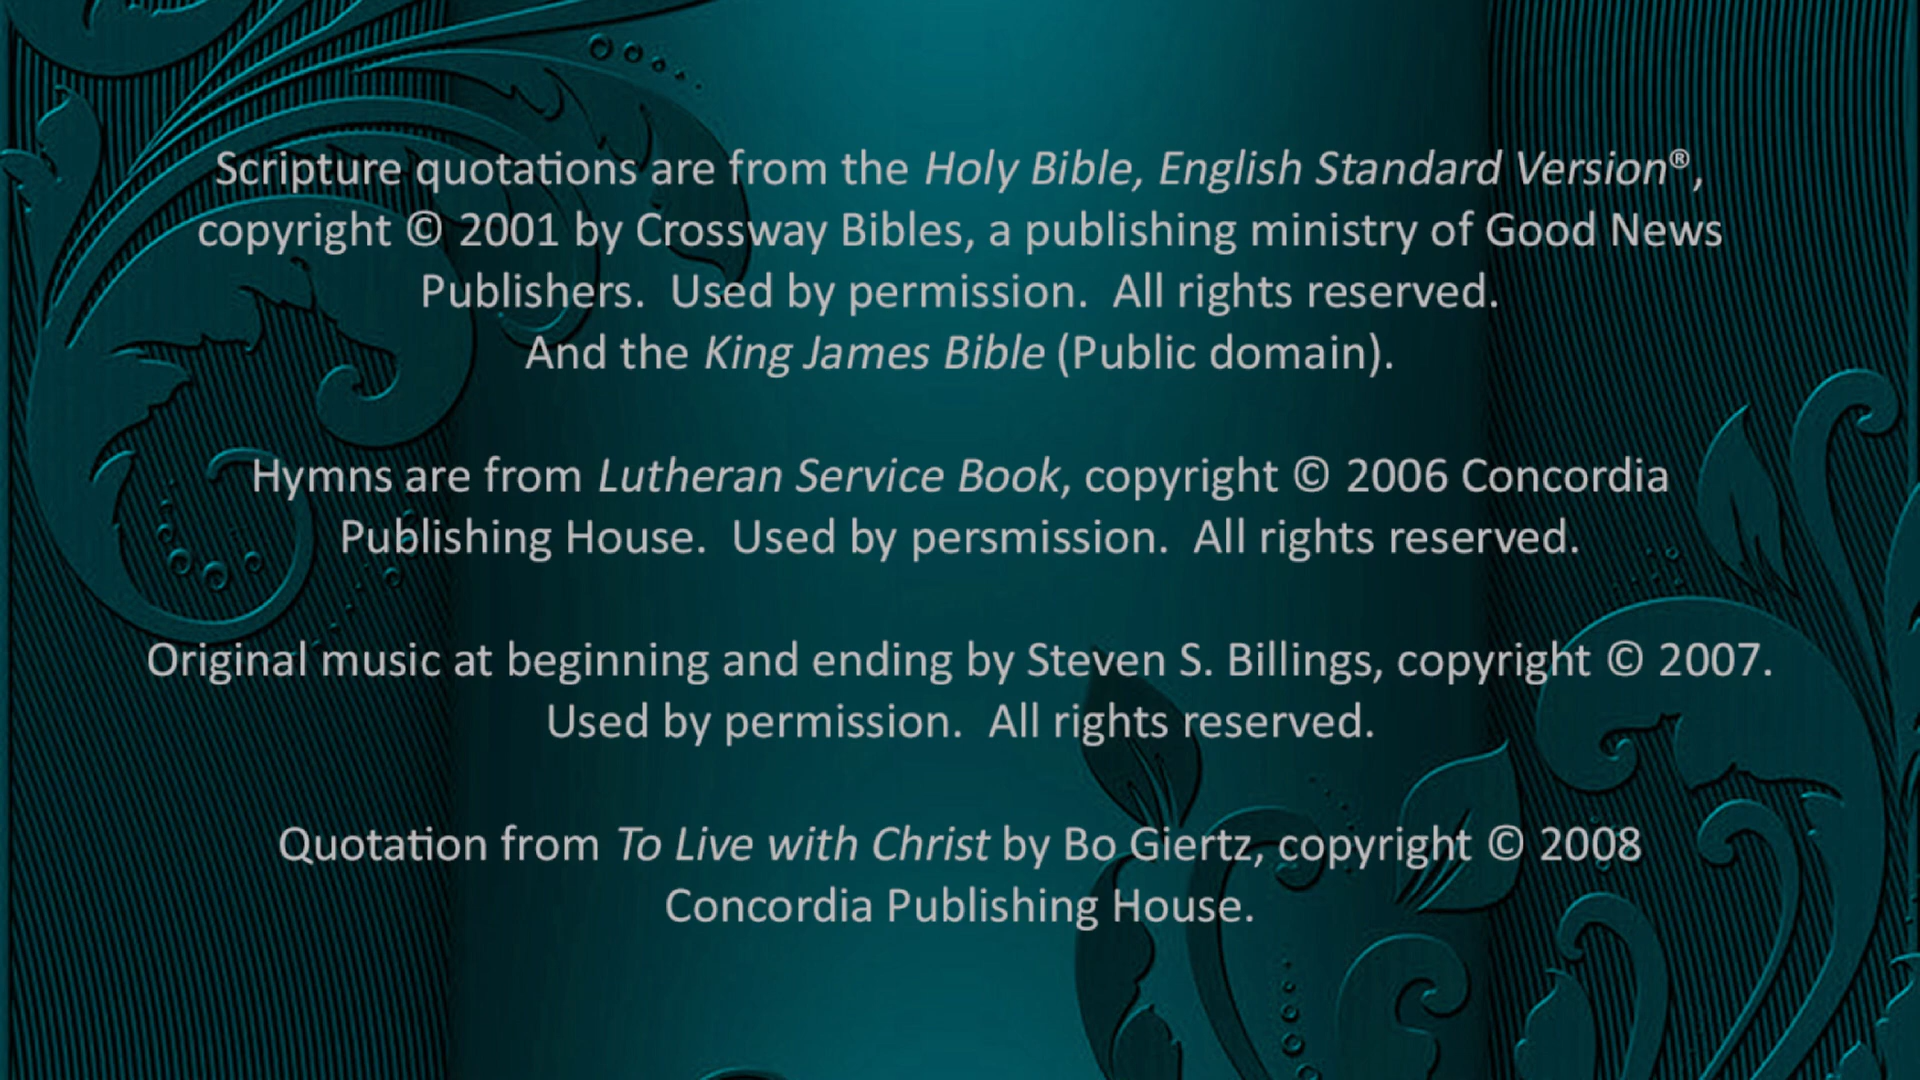 Scripture quotations are from the Holy Bible, English Standard Version®,
copyright © 2001 by Crossway Bibles, a publishing ministry of Good News
Publishers.  Used by permission.  All rights reserved.
And the King James Bible (Public domain).
Hymns are from Lutheran Service Book, copyright © 2006 Concordia
Publishing House.  Used by persmission.  All rights reserved.
Original music at beginning and ending by Steven S. Billings, copyright © 2007.
Used by permission.  All rights reserved.
Quotation from To Live with Christ by Bo Giertz, copyright © 2008
Concordia Publishing House.